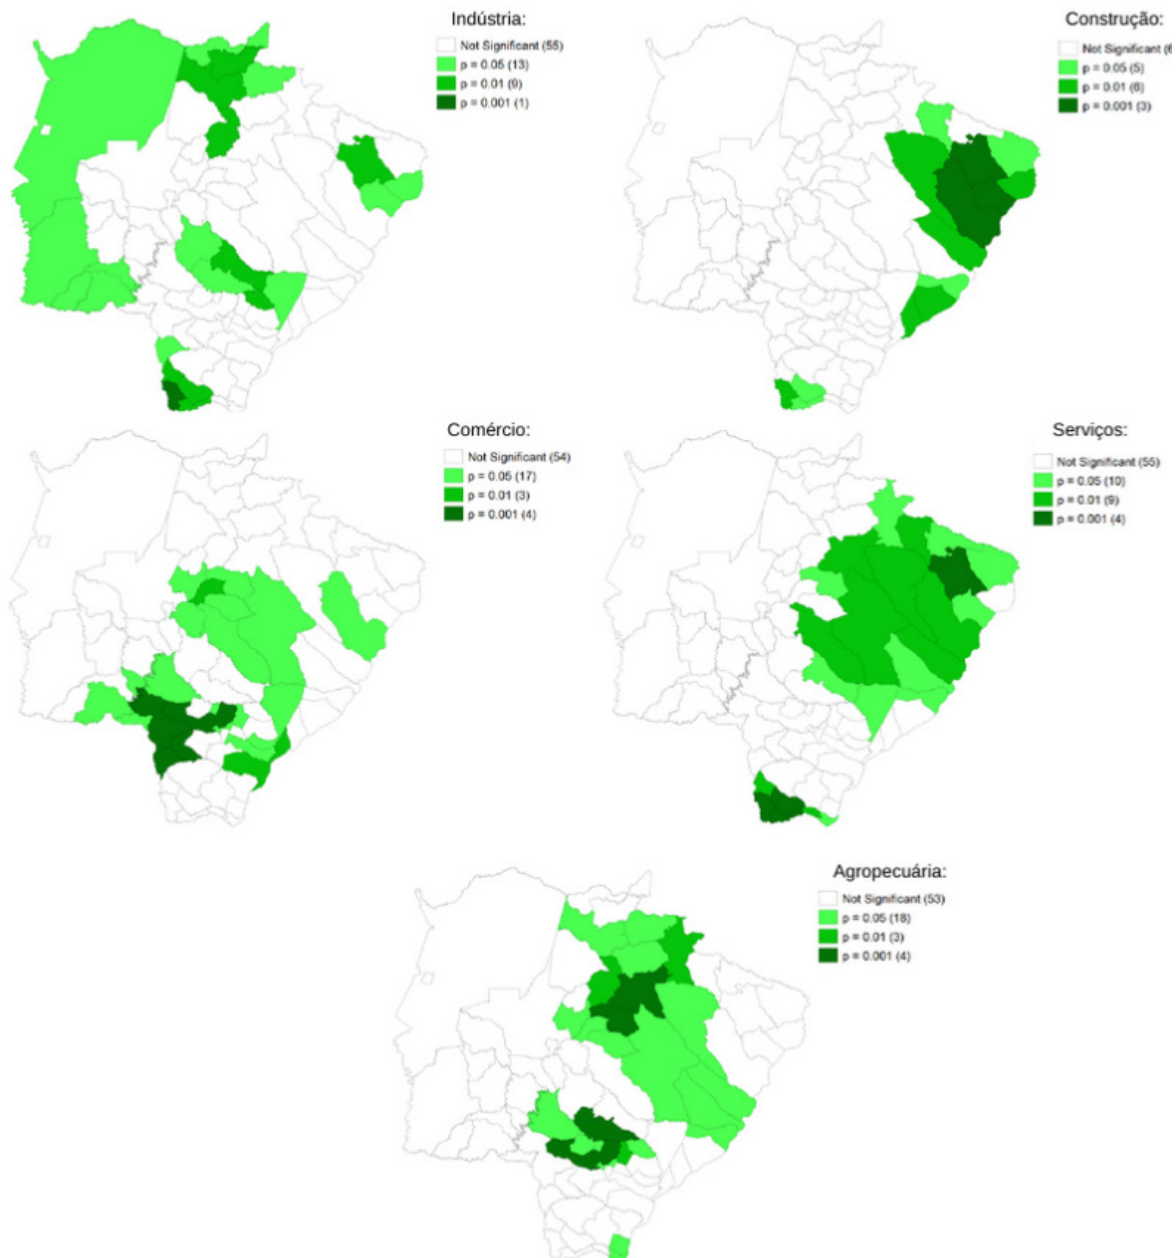 Indústria:
Not Significant (55)
p = 0.05 (13)
p = 0.01 (9)
p = 0.001 (1)
Construção:
Not Significant (6
p = 0.05 (5)
p = 0.01 (6)
p = 0.001 (3)
Comércio:
Not Significant (54)
p = 0.05 (17)
p = 0.01 (3)
p = 0.001 (4)
Serviços:
Not Significant (55)
p = 0.05 (10)
p = 0.01 (9)
p = 0.001 (4)
Agropecuária:
Not Significant (53)
p = 0.05 (18)
p = 0.01 (3)
p = 0.001 (4)